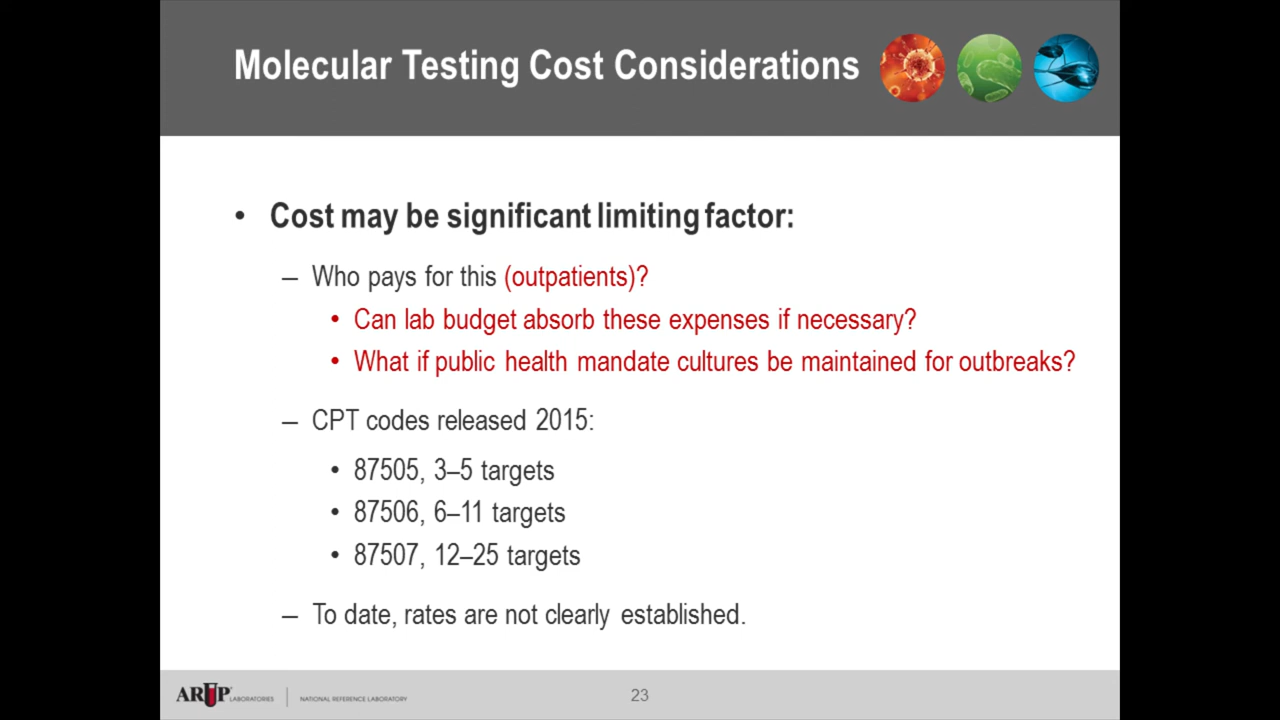 Molecular Testing Cost Considerations
• Cost may be significant limiting factor:
– Who pays for this (outpatients)?
• Can lab budget absorb these expenses if necessary?
• What if public health mandate cultures be maintained for outbreaks?
– CPT codes released 2015:
• 87505, 3–5 targets
• 87506, 6–11 targets
• 87507, 12–25 targets
– To date, rates are not clearly established.
ARUP LABORATORIES | NATIONAL REFERENCE LABORATORY
23